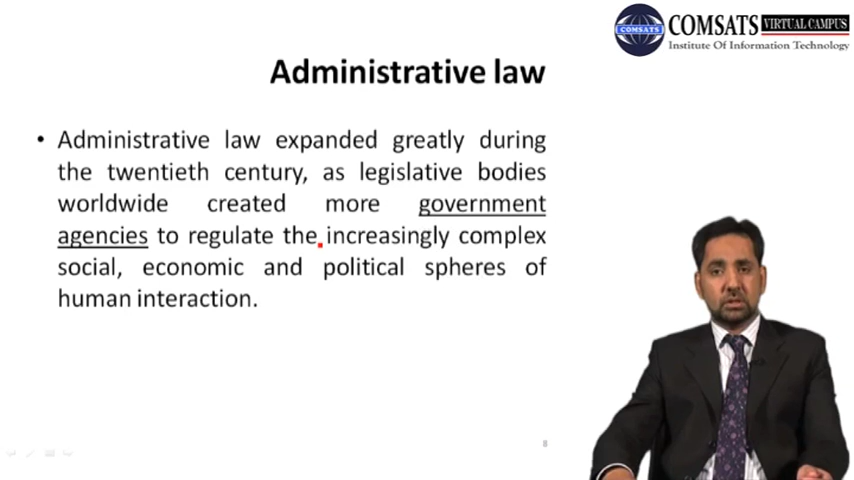 COMSATS
COMSATS VIRTUAL CAMPUS
Institute Of Information Technology
Administrative law
• Administrative law expanded greatly during
the twentieth century, as legislative bodies
worldwide created more government
agencies to regulate the increasingly complex
social, economic and political spheres of
human interaction.